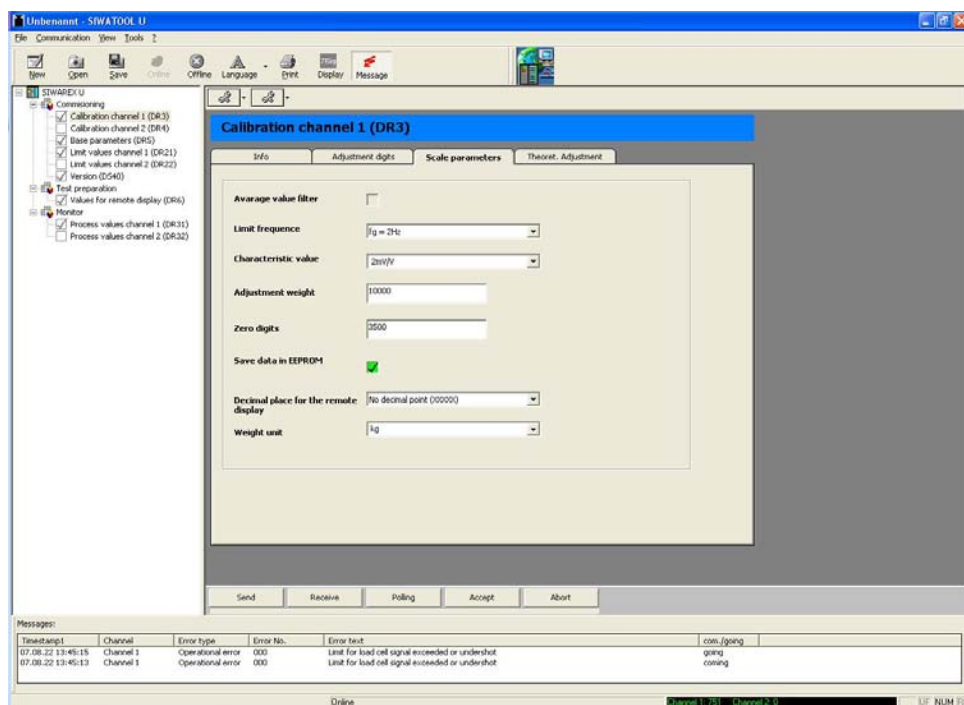 Unbenannt - SIWATOOL U
File Communication View Tools ?
New Open Save Online Offline Language Print Display Message
SIWAREX U
Commisioning
Calibration channel 1 (DR3)
Calibration channel 2 (DR4)
Base parameters (DR5)
Limit values channel 1 (DR21)
Limit values channel 2 (DR22)
Version (DS40)
Test preparation
Values for remote display (DR6)
Monitor
Process values channel 1 (DR31)
Process values channel 2 (DR32)
Calibration channel 1 (DR3)
Info Adjustment digits Scale parameters Theoret. Adjustment
Avarage value filter
Limit frequence fg = 2Hz
Characteristic value 2mV/V
Adjustment weight 10000
Zero digits 3500
Save data in EEPROM
Decimal place for the remote No decimal point (XXXXX)
display
Weight unit kg
Send Receive Polling Accept Abort
Messages:
Timestamp1 Channel Error type Error No. Error text com./going
07.08.22 13:45:15 Channel 1 Operational error 000 Limit for load cell signal exceeded or undershot going
07.08.22 13:45:13 Channel 1 Operational error 000 Limit for load cell signal exceeded or undershot coming
Online Channel 1: 751 Channel 2: 0 UF NUM